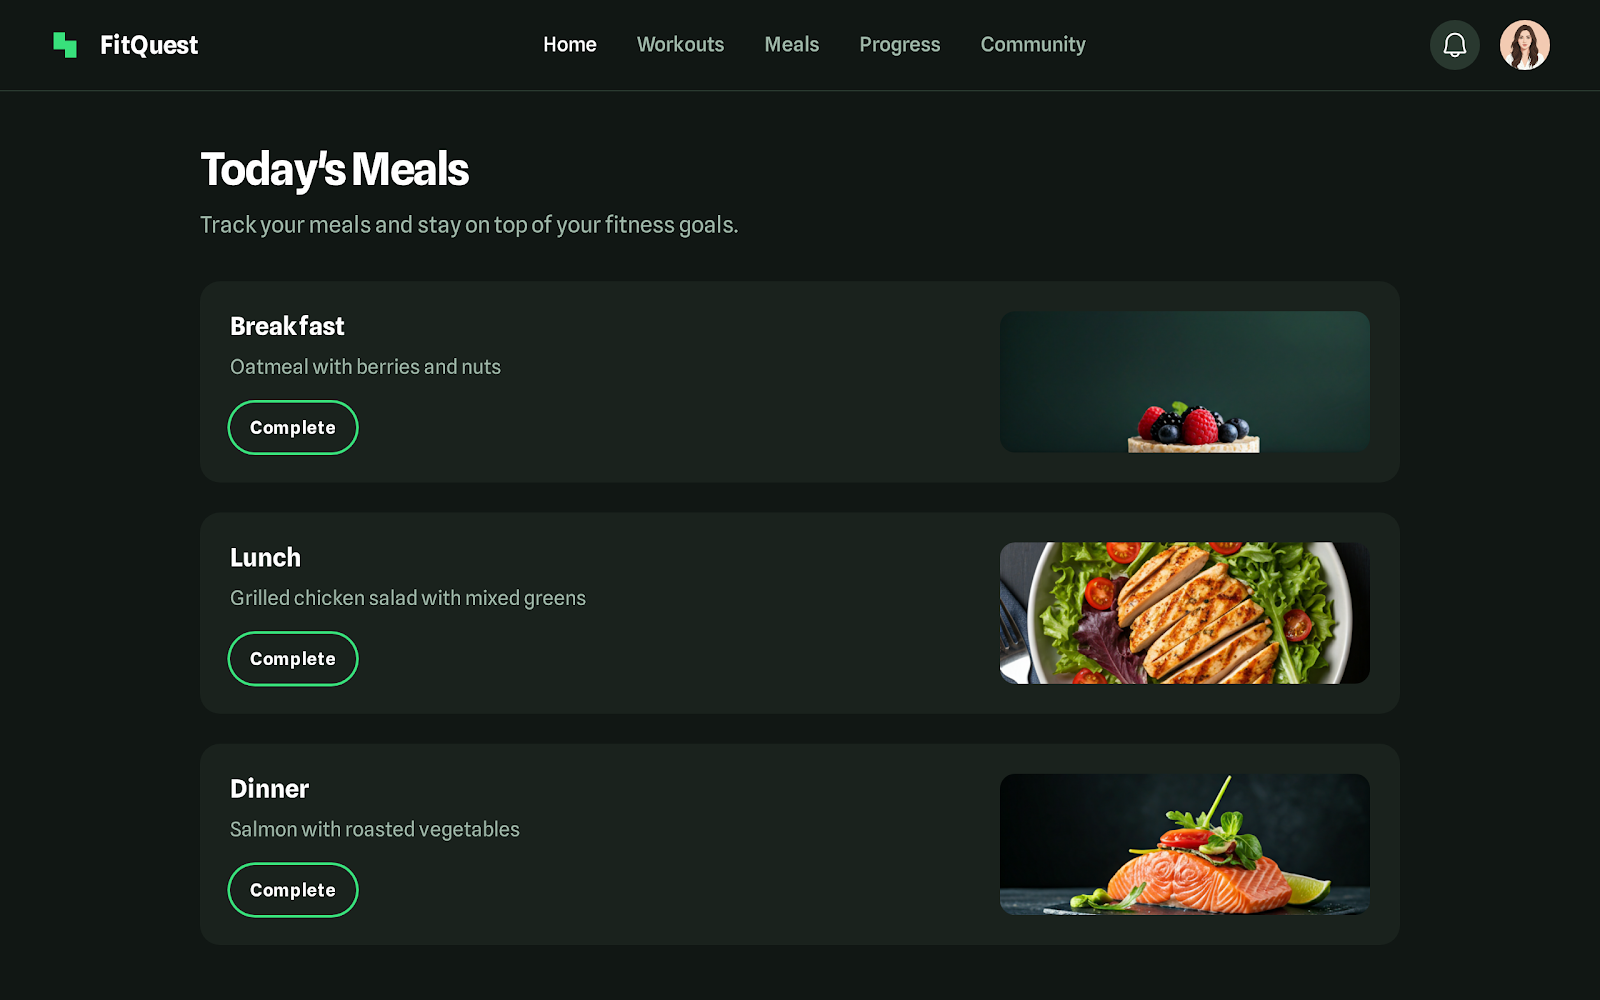 FitQuest
Home Workouts Meals Progress Community
Today's Meals
Track your meals and stay on top of your fitness goals.
Breakfast
Oatmeal with berries and nuts
Complete
Lunch
Grilled chicken salad with mixed greens
Complete
Dinner
Salmon with roasted vegetables
Complete